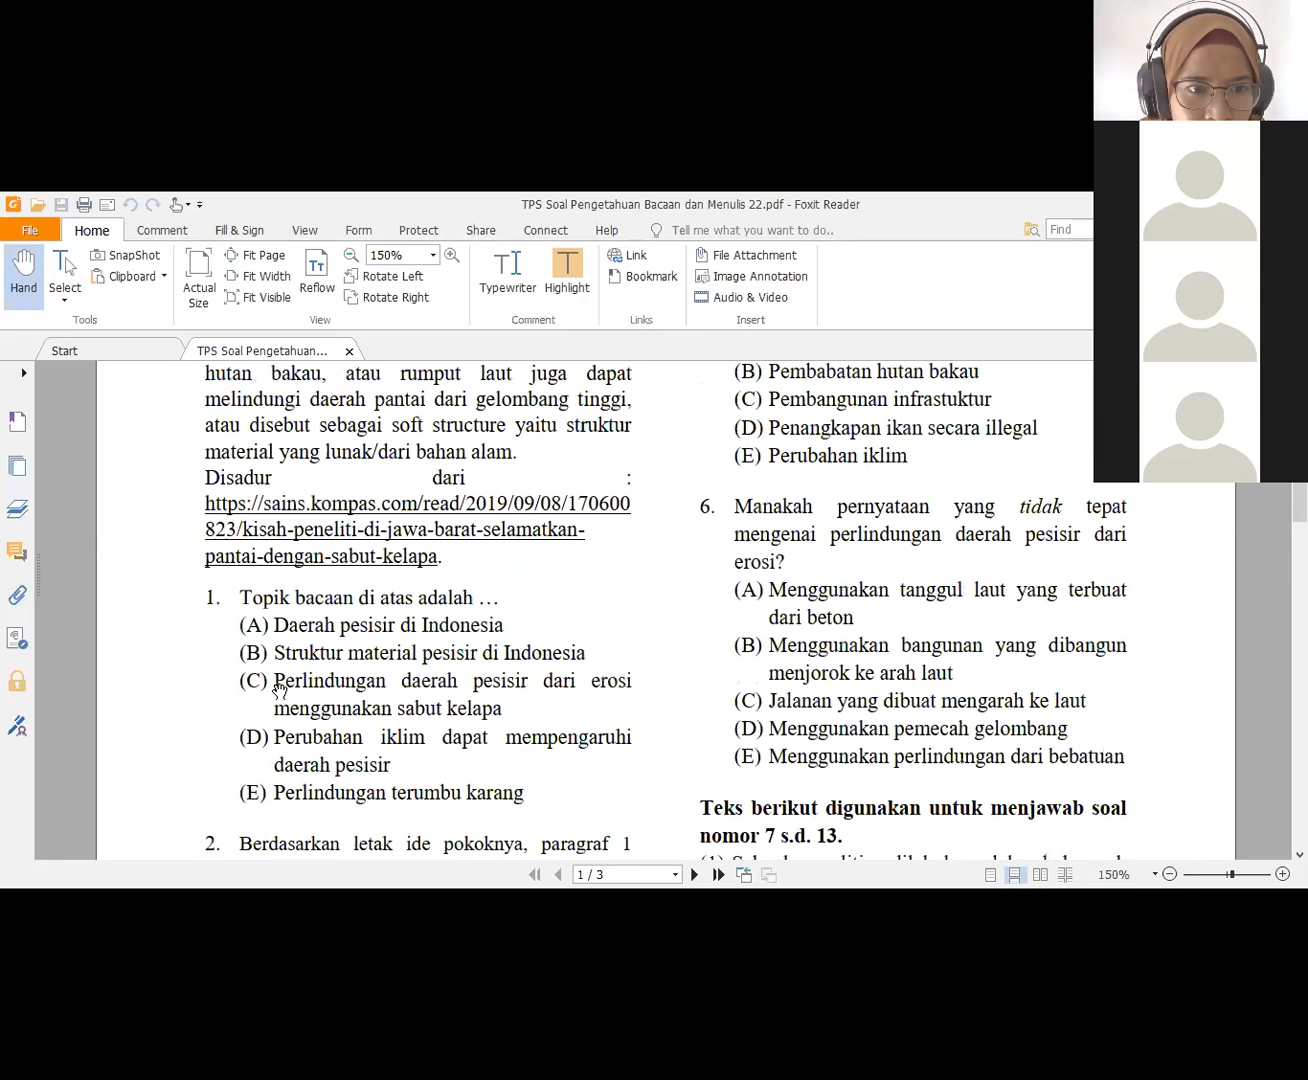 TPS Soal Pengetahuan Bacaan dan Menulis 22.pdf - Foxit Reader
File
Home
Comment
Fill & Sign
View
Form
Protect
Share
Connect
Help
Tell me what you want to do..
Find
Hand
Select
SnapShot
Clipboard
Tools
Actual
Size
Fit Page
Fit Width
Fit Visible
Reflow
150%
Rotate Left
Rotate Right
View
Typewriter
Highlight
Comment
Link
Bookmark
Links
File Attachment
Image Annotation
Audio & Video
Insert
Start
TPS Soal Pengetahuan...
hutan bakau, atau rumput laut juga dapat
melindungi daerah pantai dari gelombang tinggi,
atau disebut sebagai soft structure yaitu struktur
material yang lunak/dari bahan alam.
Disadur dari :
https://sains.kompas.com/read/2019/09/08/170600
823/kisah-peneliti-di-jawa-barat-selamatkan-
pantai-dengan-sabut-kelapa.
1. Topik bacaan di atas adalah …
(A) Daerah pesisir di Indonesia
(B) Struktur material pesisir di Indonesia
(C) Perlindungan daerah pesisir dari erosi
menggunakan sabut kelapa
(D) Perubahan iklim dapat mempengaruhi
daerah pesisir
(E) Perlindungan terumbu karang
2. Berdasarkan letak ide pokoknya, paragraf 1
(B) Pembabatan hutan bakau
(C) Pembangunan infrastuktur
(D) Penangkapan ikan secara illegal
(E) Perubahan iklim
6. Manakah pernyataan yang tidak tepat
mengenai perlindungan daerah pesisir dari
erosi?
(A) Menggunakan tanggul laut yang terbuat
dari beton
(B) Menggunakan bangunan yang dibangun
menjorok ke arah laut
(C) Jalanan yang dibuat mengarah ke laut
(D) Menggunakan pemecah gelombang
(E) Menggunakan perlindungan dari bebatuan
Teks berikut digunakan untuk menjawab soal
nomor 7 s.d. 13.
1 / 3
150%